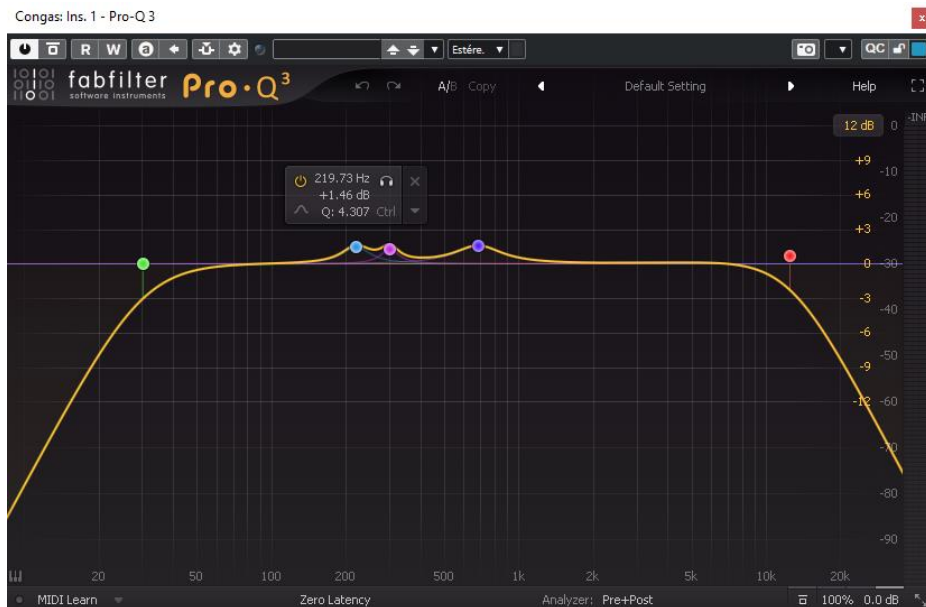 Congas: Ins. 1 - Pro-Q 3
x
R W a Estére. QC
fabfilter Pro·Q3 A/B Copy Default Setting Help
software instruments
-INF
12 dB 0
+9
-10
+6
-20
+3
0 -30
-3
-40
-6
-50
-9
-12 -60
-70
-80
-90
219.73 Hz
+1.46 dB
Q: 4.307 Ctrl
20 50 100 200 500 1k 2k 5k 10k 20k
MIDI Learn Zero Latency Analyzer: Pre+Post 100% 0.0 dB